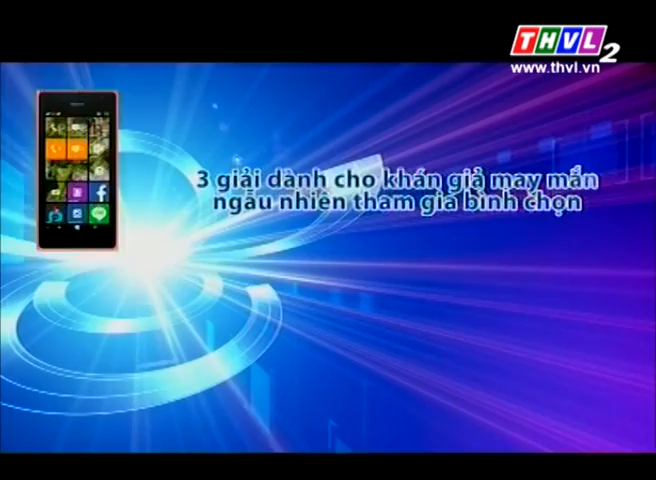 THVL2
www.thvl.vn
3 giải dành cho khán giả may mắn
ngẫu nhiên tham gia bình chọn